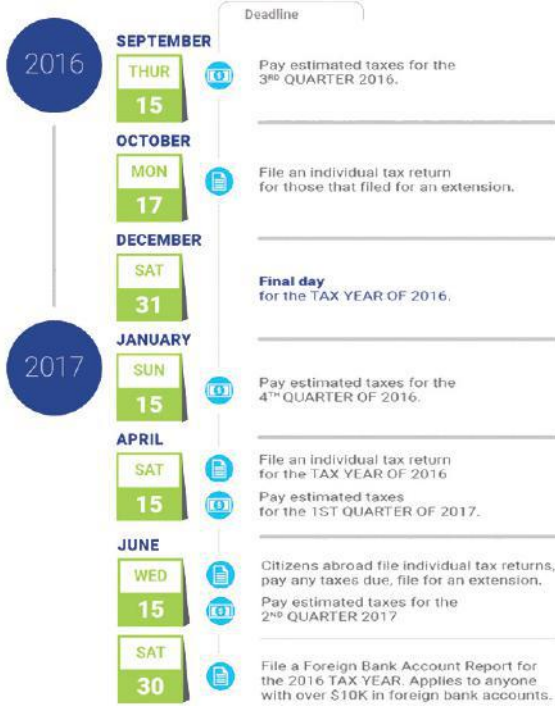 Deadline
2016
SEPTEMBER
THUR
15
Pay estimated taxes for the
3RD QUARTER 2016.
OCTOBER
MON
17
File an individual tax return
for those that filed for an extension.
DECEMBER
SAT
31
Final day
for the TAX YEAR OF 2016.
2017
JANUARY
SUN
15
Pay estimated taxes for the
4TH QUARTER OF 2016.
APRIL
SAT
15
File an individual tax return
for the TAX YEAR OF 2016
Pay estimated taxes
for the 1ST QUARTER OF 2017.
JUNE
WED
15
Citizens abroad file individual tax returns,
pay any taxes due, file for an extension.
Pay estimated taxes for the
2ND QUARTER 2017
SAT
30
File a Foreign Bank Account Report for
the 2016 TAX YEAR. Applies to anyone
with over $10K in foreign bank accounts.